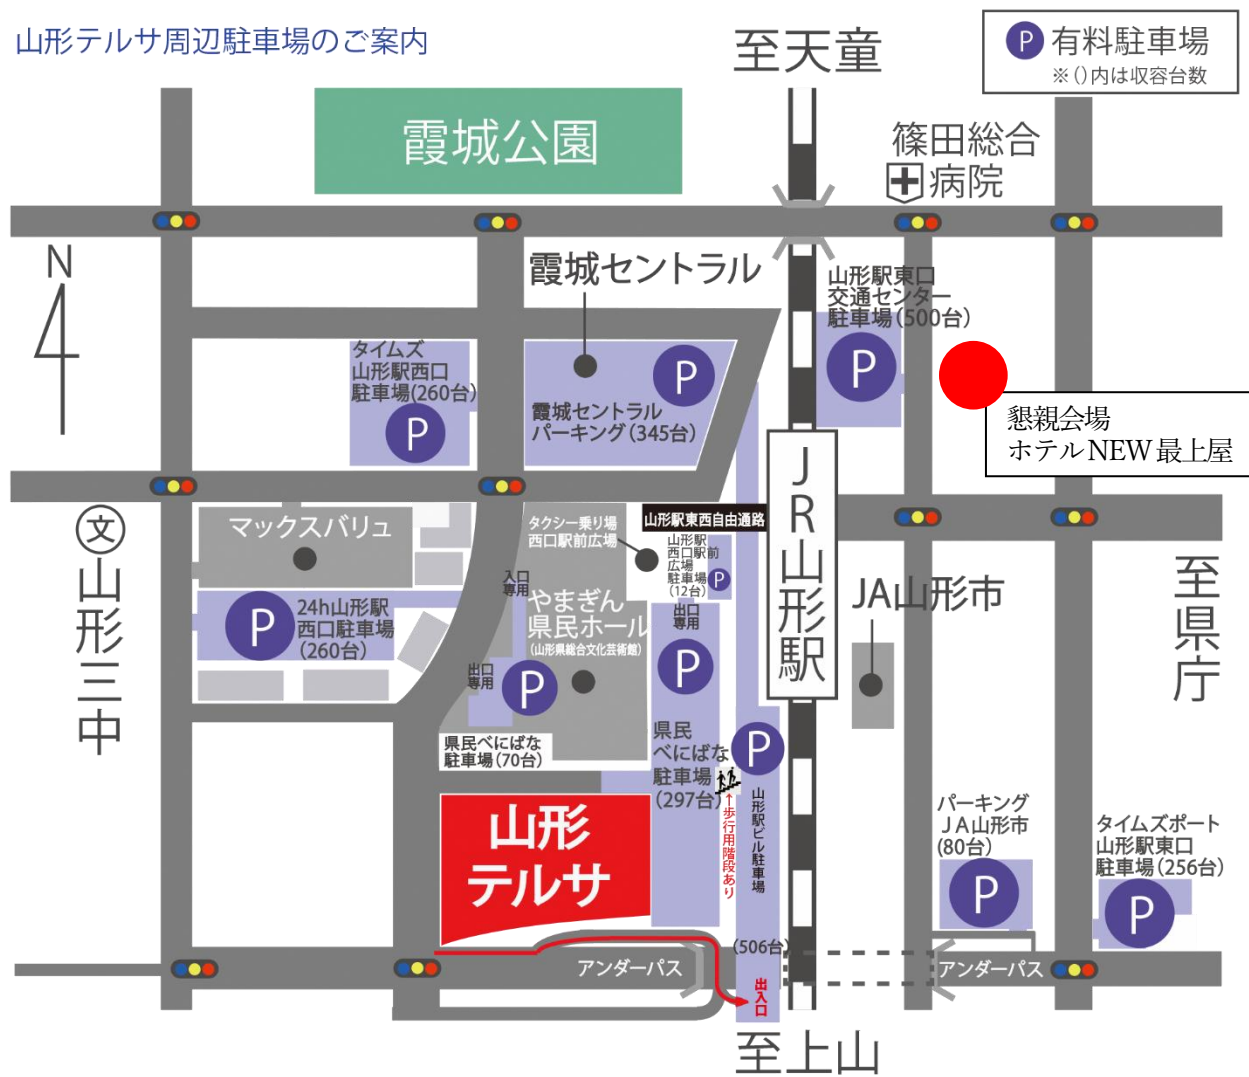 山形テルサ周辺駐車場のご案内
至天童
P 有料駐車場
※()内は収容台数
霞城公園
篠田総合
病院
N
霞城セントラル
山形駅東口
交通センター
駐車場(500台)
P
タイムズ
山形駅西口
駐車場(260台)
P
P
霞城セントラル
パーキング(345台)
懇親会場
ホテルNEW最上屋
JR山形駅
文
山形三中
マックスバリュ
タクシー乗り場
西口駅前広場
山形駅東西自由通路
山形駅
西口駅前
広場
駐車場
(12台)
P
P
24h山形駅
西口駐車場
(260台)
入口
専用
やまぎん
県民ホール
(山形県総合文化芸術館)
出口
専用
P
出口
専用
P
県民べにばな
駐車場(70台)
県民
べにばな
駐車場
(297台)
P
↑歩行用階段あり
山形駅ビル駐車場
(506台)
出入口
JA山形市
至県庁
山形
テルサ
パーキング
JA山形市
(80台)
P
タイムズポート
山形駅東口
駐車場(256台)
P
アンダーパス
アンダーパス
至上山